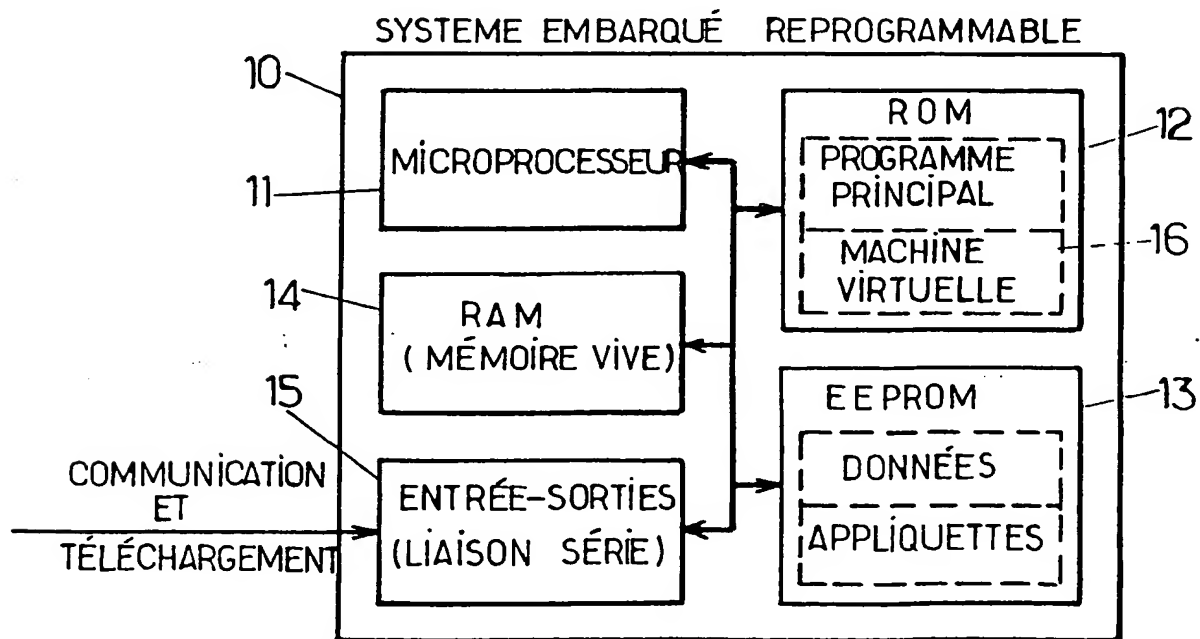 SYSTEME EMBARQUÉ REPROGRAMMABLE
10
MICROPROCESSEUR
11
14
RAM
(MÉMOIRE VIVE)
15
ENTRÉE-SORTIES
(LIAISON SÉRIE)
COMMUNICATION
ET
TÉLÉCHARGEMENT
ROM
12
PROGRAMME
PRINCIPAL
16
MACHINE
VIRTUELLE
EEPROM
13
DONNÉES
APPLIQUETTES